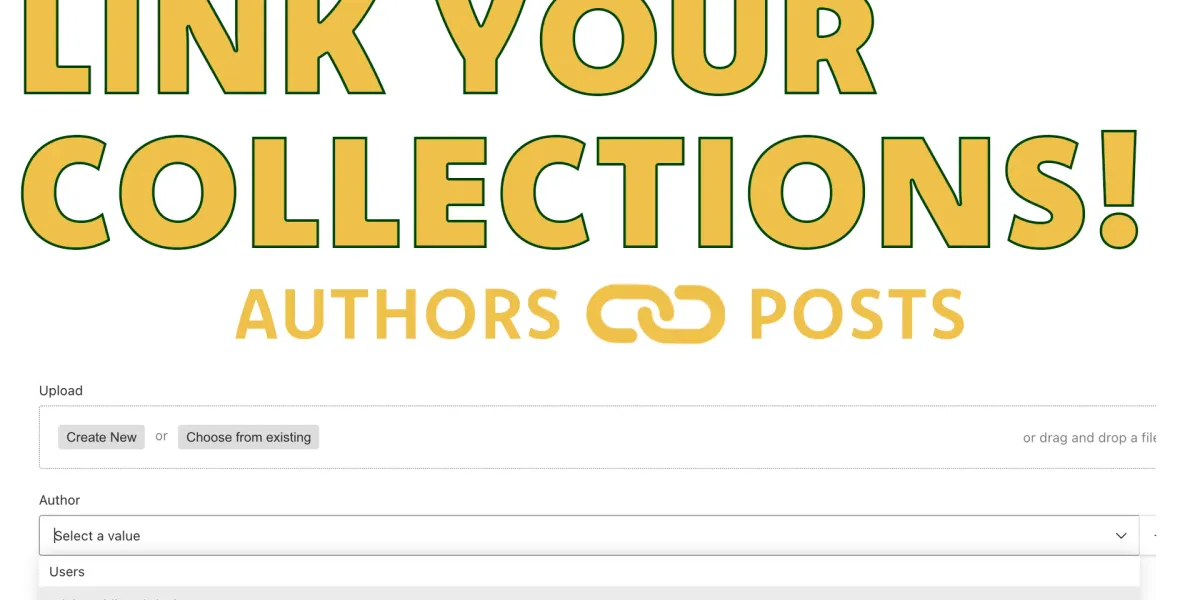 LINK YOUR
COLLECTIONS!
AUTHORS POSTS
Upload
Create New or Choose from existing or drag and drop a file
Author
Select a value
Users